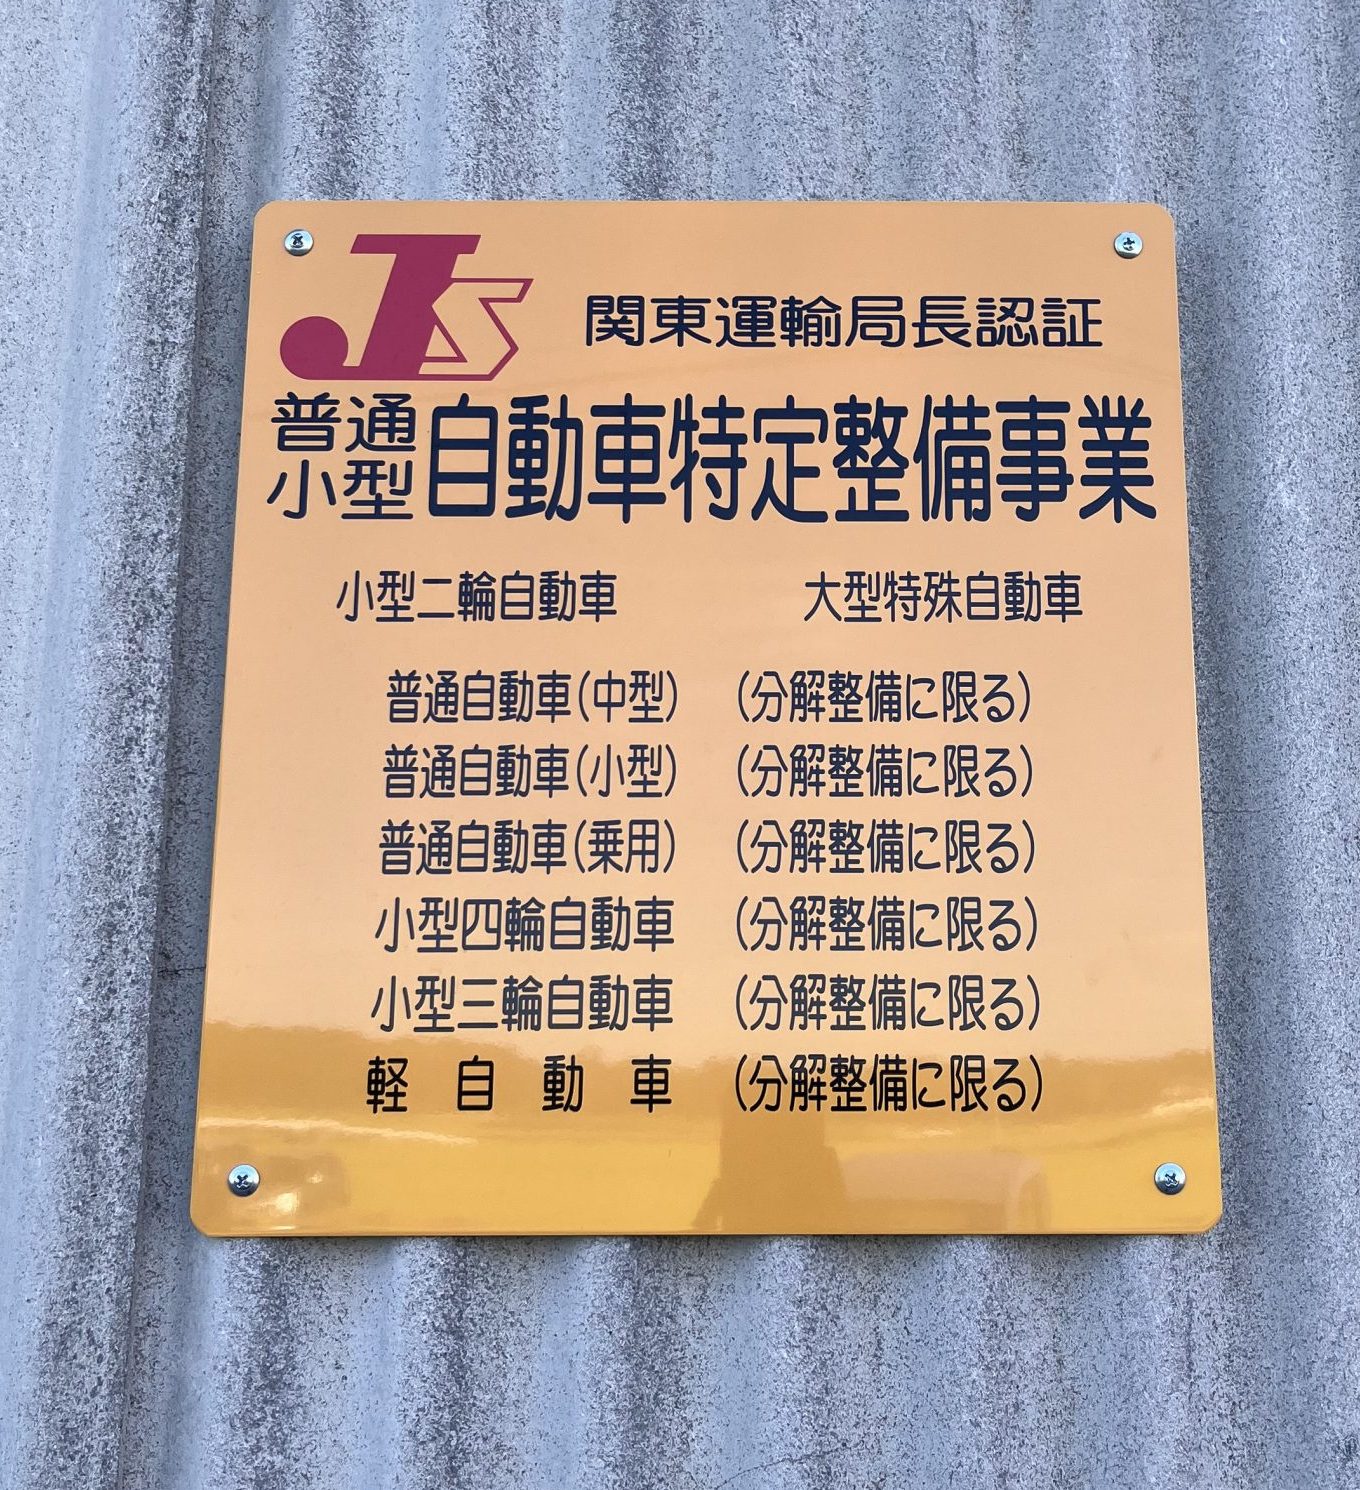 JS
関東運輸局長認証
普通
小型
自動車特定整備事業
小型二輪自動車 大型特殊自動車
普通自動車(中型) (分解整備に限る)
普通自動車(小型) (分解整備に限る)
普通自動車(乗用) (分解整備に限る)
小型四輪自動車 (分解整備に限る)
小型三輪自動車 (分解整備に限る)
軽自動車 (分解整備に限る)